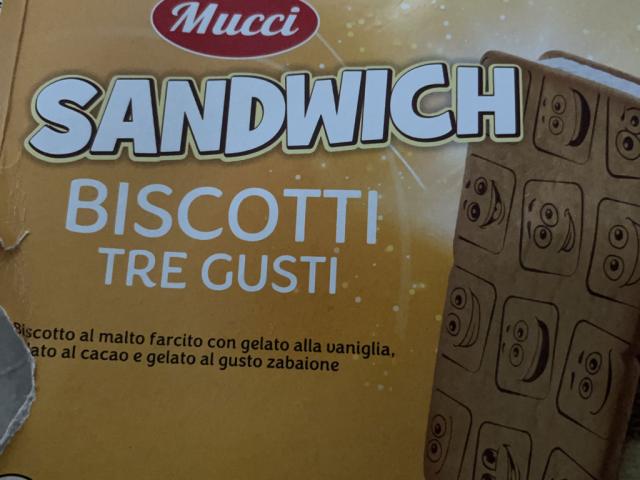 Mucci
SANDWICH
BISCOTTI
TRE GUSTI
Biscotto al malto farcito con gelato alla vaniglia,
lato al cacao e gelato al gusto zabaione